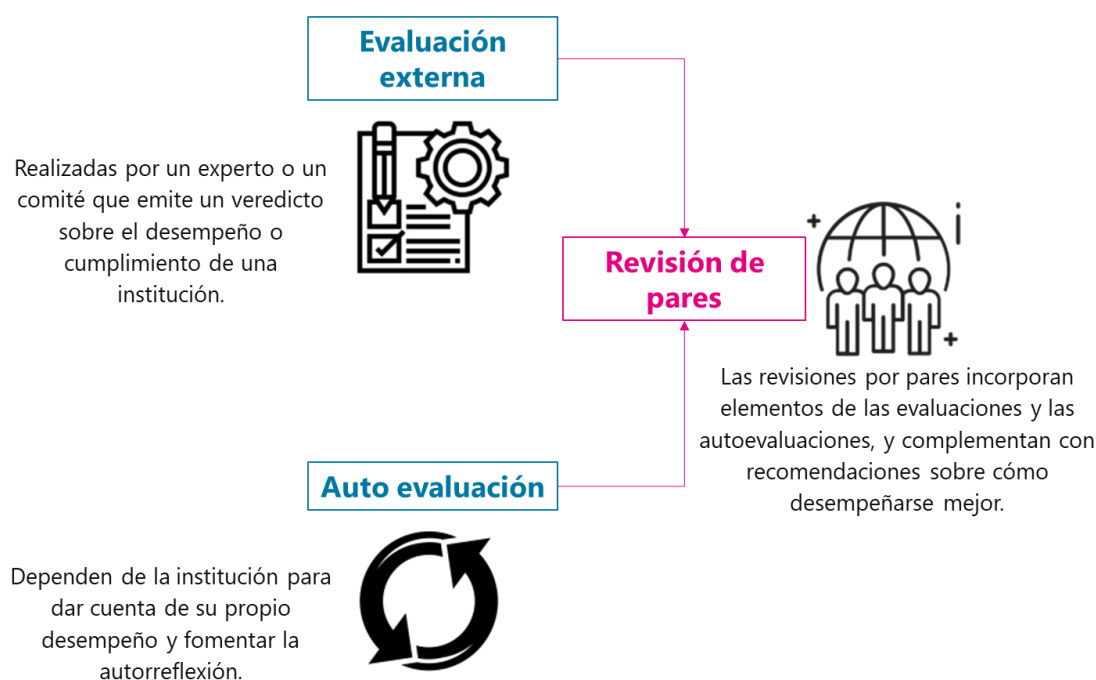 Evaluación
externa
Realizadas por un experto o un
comité que emite un veredicto
sobre el desempeño o
cumplimiento de una
institución.
Revisión de
pares
Las revisiones por pares incorporan
elementos de las evaluaciones y las
autoevaluaciones, y complementan con
recomendaciones sobre cómo
desempeñarse mejor.
Auto evaluación
Dependen de la institución para
dar cuenta de su propio
desempeño y fomentar la
autorreflexión.